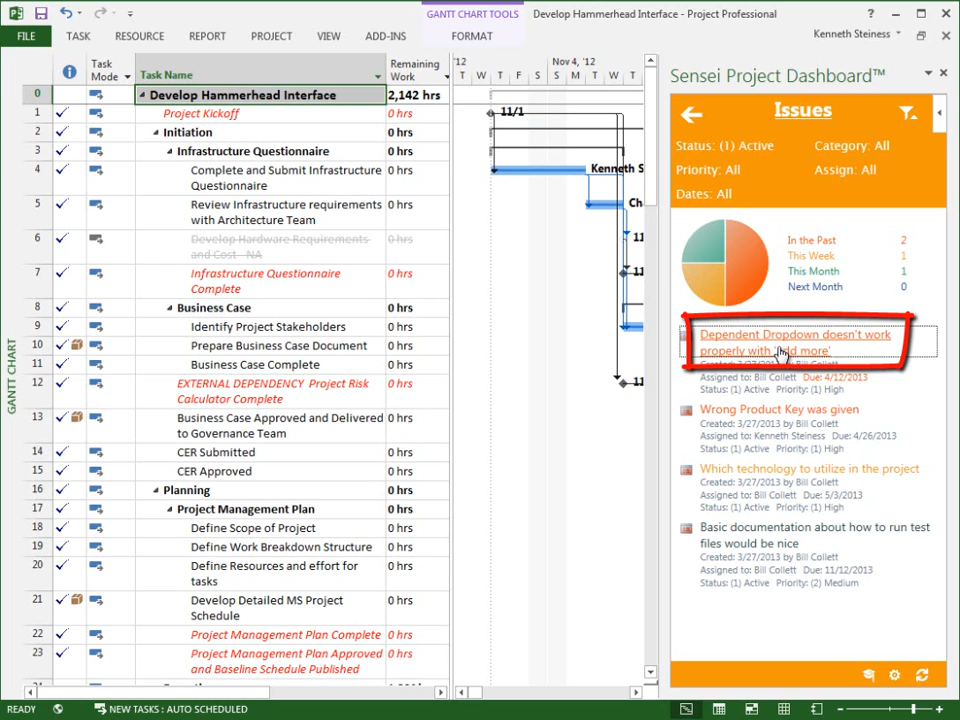 GANTT CHART TOOLS
Develop Hammerhead Interface - Project Professional
FILE
TASK
RESOURCE
REPORT
PROJECT
VIEW
ADD-INS
FORMAT
Kenneth Steiness
Task Mode
Task Name
Remaining Work
'12
Nov 4, '12
T W T F S S M T W T
GANTT CHART
0 Develop Hammerhead Interface 2,142 hrs
1 Project Kickoff 0 hrs
11/1
2 Initiation 0 hrs
3 Infrastructure Questionnaire 0 hrs
4 Complete and Submit Infrastructure 0 hrs
Questionnaire
Kenneth S
5 Review Infrastructure requirements 0 hrs
with Architecture Team
Ch
6 Develop Hardware Requirements 0 hrs
and Cost - NA
11
7 Infrastructure Questionnaire 0 hrs
Complete
11
8 Business Case 0 hrs
9 Identify Project Stakeholders 0 hrs
10 Prepare Business Case Document 0 hrs
11 Business Case Complete 0 hrs
12 EXTERNAL DEPENDENCY Project Risk 0 hrs
Calculator Complete
11
13 Business Case Approved and Delivered 0 hrs
to Governance Team
14 CER Submitted 0 hrs
15 CER Approved 0 hrs
16 Planning 0 hrs
17 Project Management Plan 0 hrs
18 Define Scope of Project 0 hrs
19 Define Work Breakdown Structure 0 hrs
20 Define Resources and effort for 0 hrs
tasks
21 Develop Detailed MS Project 0 hrs
Schedule
22 Project Management Plan Complete 0 hrs
23 Project Management Plan Approved 0 hrs
and Baseline Schedule Published
Sensei Project Dashboard™
Issues
Status: (1) Active Category: All
Priority: All Assign: All
Dates: All
In the Past 2
This Week 1
This Month 1
Next Month 0
Dependent Dropdown doesn't work
properly with more'
Created: 3/27/2013 by Bill Collett
Assigned to: Bill Collett Due: 4/12/2013
Status: (1) Active Priority: (1) High
Wrong Product Key was given
Created: 3/27/2013 by Bill Collett
Assigned to: Kenneth Steiness Due: 4/26/2013
Status: (1) Active Priority: (1) High
Which technology to utilize in the project
Created: 3/27/2013 by Bill Collett
Assigned to: Bill Collett Due: 5/3/2013
Status: (1) Active Priority: (1) High
Basic documentation about how to run test
files would be nice
Created: 3/27/2013 by Bill Collett
Assigned to: Bill Collett Due: 11/12/2013
Status: (1) Active Priority: (2) Medium
READY
NEW TASKS : AUTO SCHEDULED